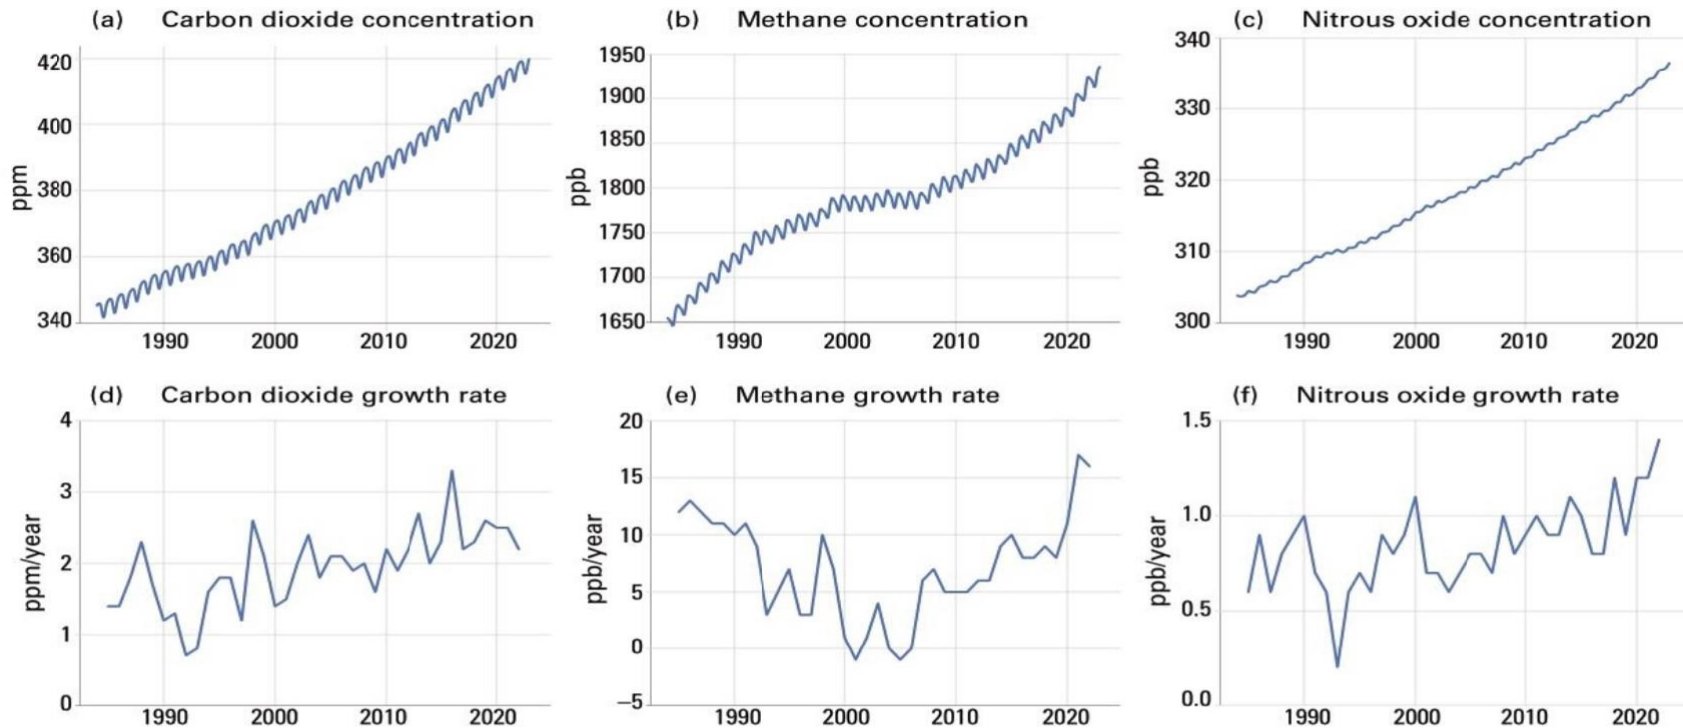 (a) Carbon dioxide concentration
ppm
420
400
380
360
340
1990 2000 2010 2020
(b) Methane concentration
ppb
1950
1900
1850
1800
1750
1700
1650
1990 2000 2010 2020
(c) Nitrous oxide concentration
ppb
340
330
320
310
300
1990 2000 2010 2020
(d) Carbon dioxide growth rate
ppm/year
4
3
2
1
0
1990 2000 2010 2020
(e) Methane growth rate
ppb/year
20
15
10
5
0
−5
1990 2000 2010 2020
(f) Nitrous oxide growth rate
ppb/year
1.5
1.0
0.5
0.0
1990 2000 2010 2020